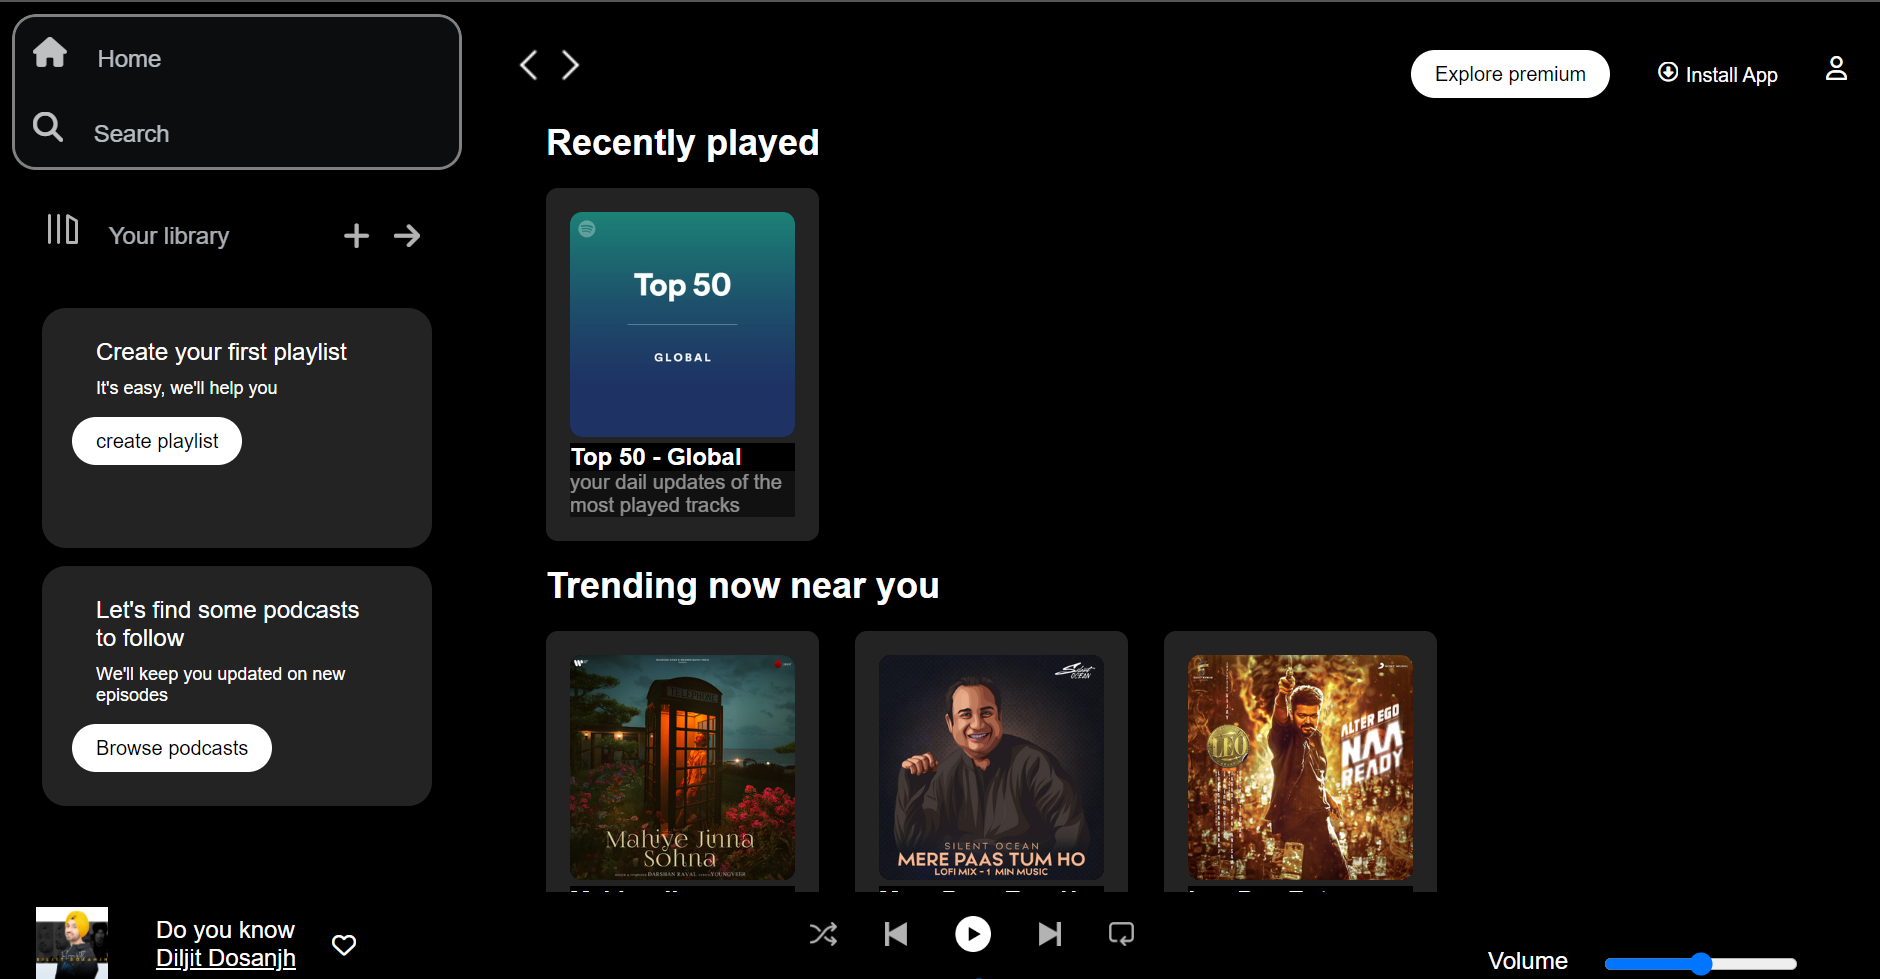 Home
Search
Your library
Create your first playlist
It's easy, we'll help you
create playlist
Let's find some podcasts
to follow
We'll keep you updated on new
episodes
Browse podcasts
Explore premium
Install App
Recently played
Top 50
GLOBAL
Top 50 - Global
your dail updates of the
most played tracks
Trending now near you
TELEPHONE
Mahiye Jinna
Sohna
Silent
OCEAN
SILENT OCEAN
MERE PAAS TUM HO
LOFI MIX - 1 MIN MUSIC
LEO
ALTER EGO
NAA
READY
Do you know
Diljit Dosanjh
Volume